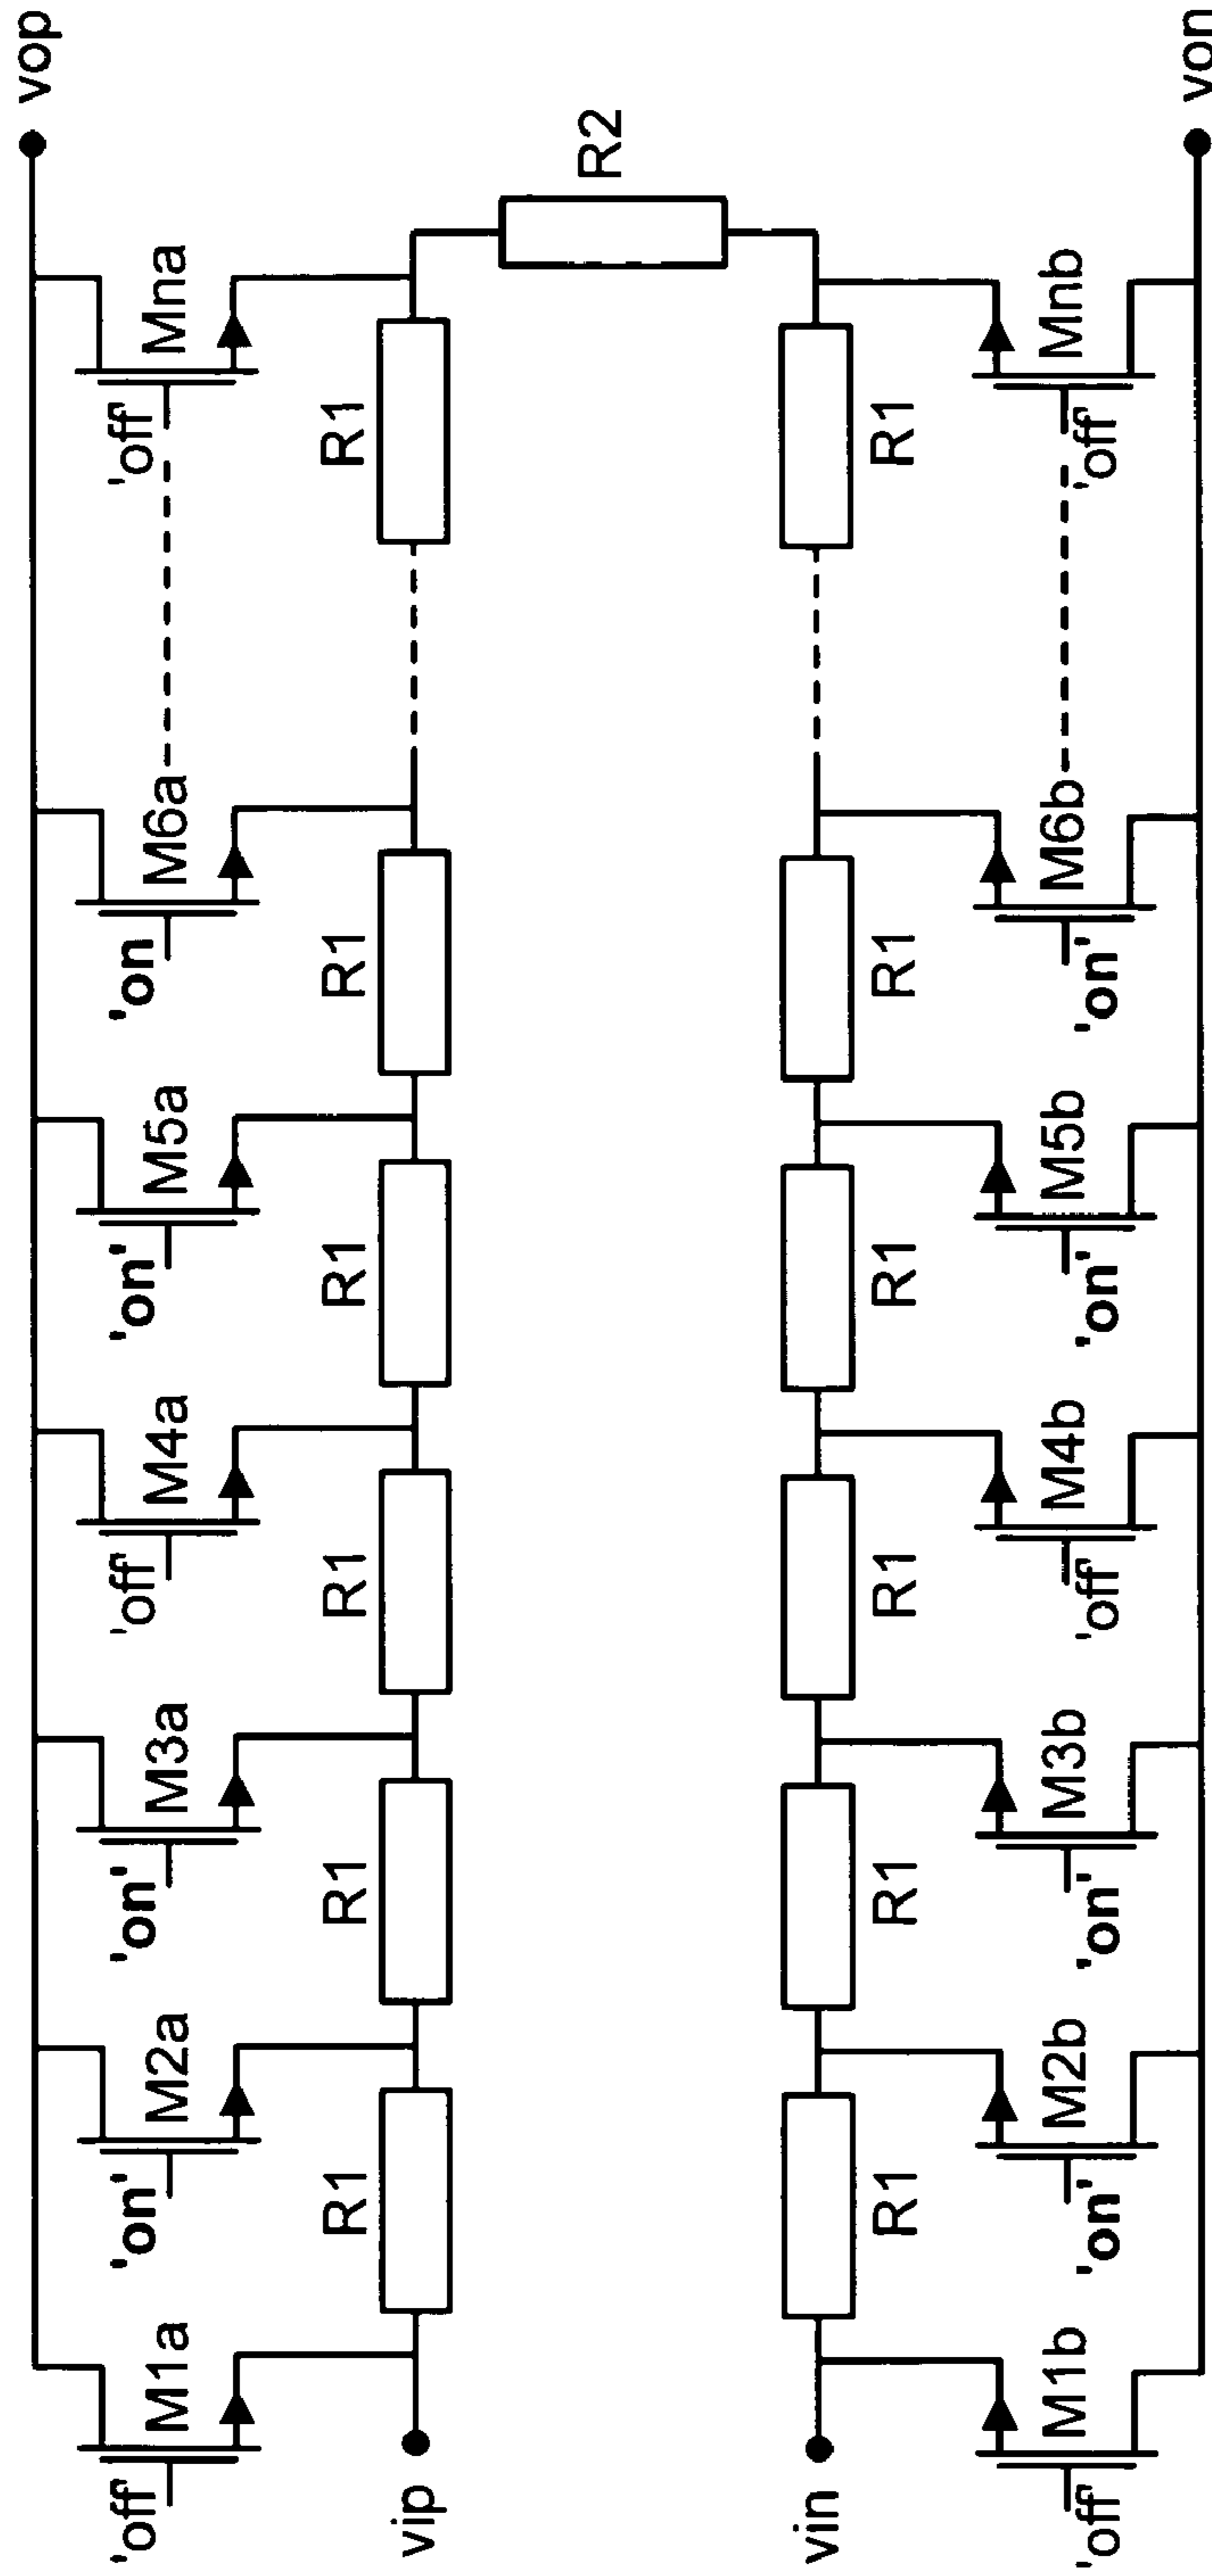 vop
'off' 'on' 'on' 'off' 'on' 'on 'off'
M1a M2a M3a M4a M5a M6a Mna
R1 R1 R1 R1 R1 R1
vip
R2
vin
R1 R1 R1 R1 R1 R1
M1b M2b M3b M4b M5b M6b Mnb
'off' 'on' 'on' 'off' 'on' 'on' 'off'
von